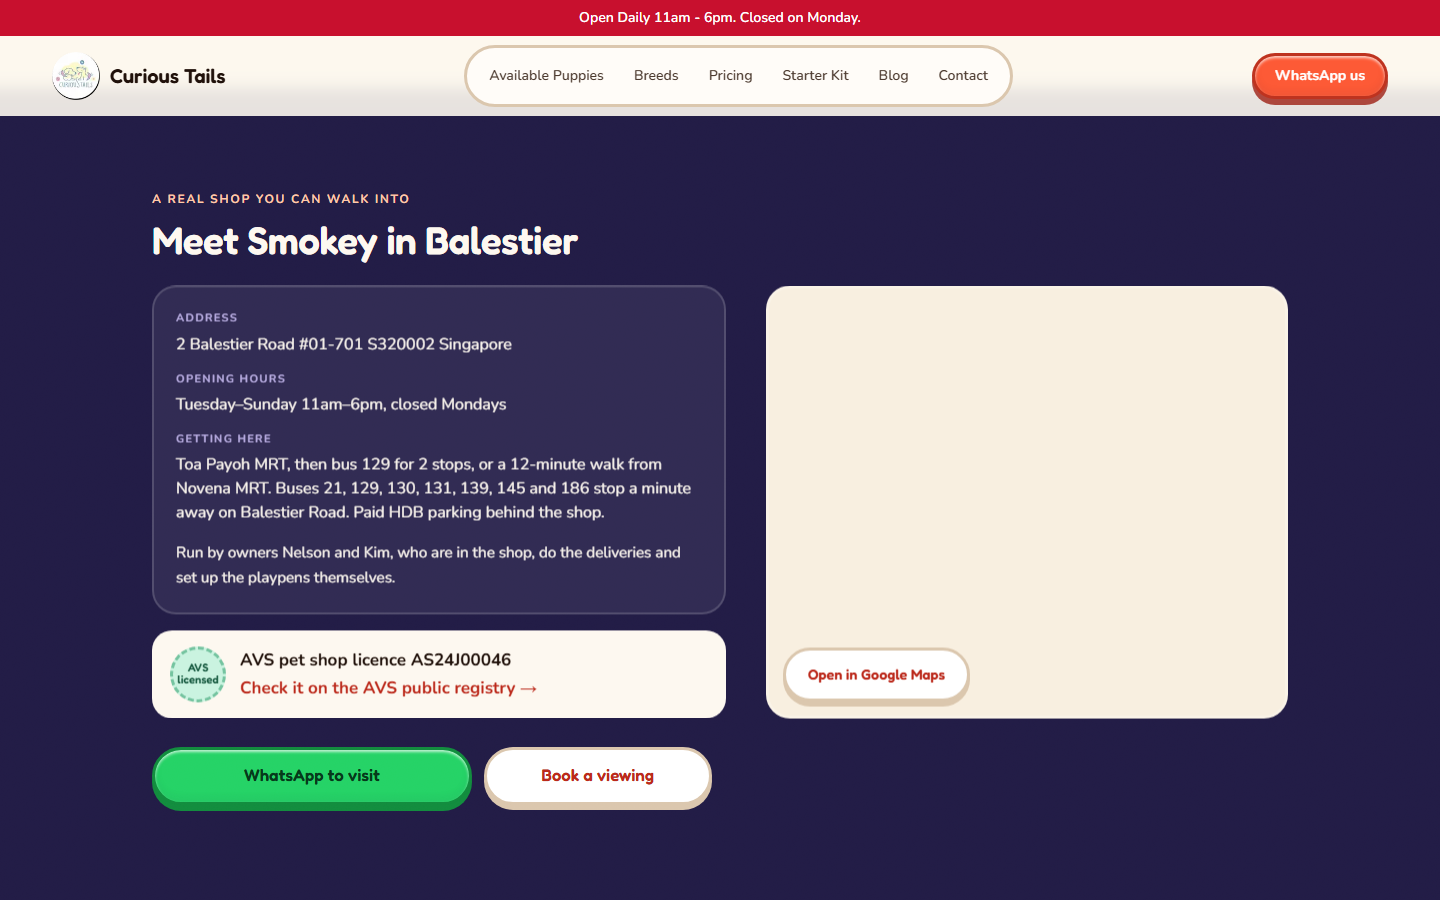 Open Daily 11am - 6pm. Closed on Monday.
Curious Tails
Available Puppies
Breeds
Pricing
Starter Kit
Blog
Contact
WhatsApp us
A REAL SHOP YOU CAN WALK INTO
Meet Smokey in Balestier
ADDRESS
2 Balestier Road #01-701 S320002 Singapore
OPENING HOURS
Tuesday–Sunday 11am–6pm, closed Mondays
GETTING HERE
Toa Payoh MRT, then bus 129 for 2 stops, or a 12-minute walk from
Novena MRT. Buses 21, 129, 130, 131, 139, 145 and 186 stop a minute
away on Balestier Road. Paid HDB parking behind the shop.
Run by owners Nelson and Kim, who are in the shop, do the deliveries and
set up the playpens themselves.
AVS
licensed
AVS pet shop licence AS24J00046
Check it on the AVS public registry →
Open in Google Maps
WhatsApp to visit
Book a viewing